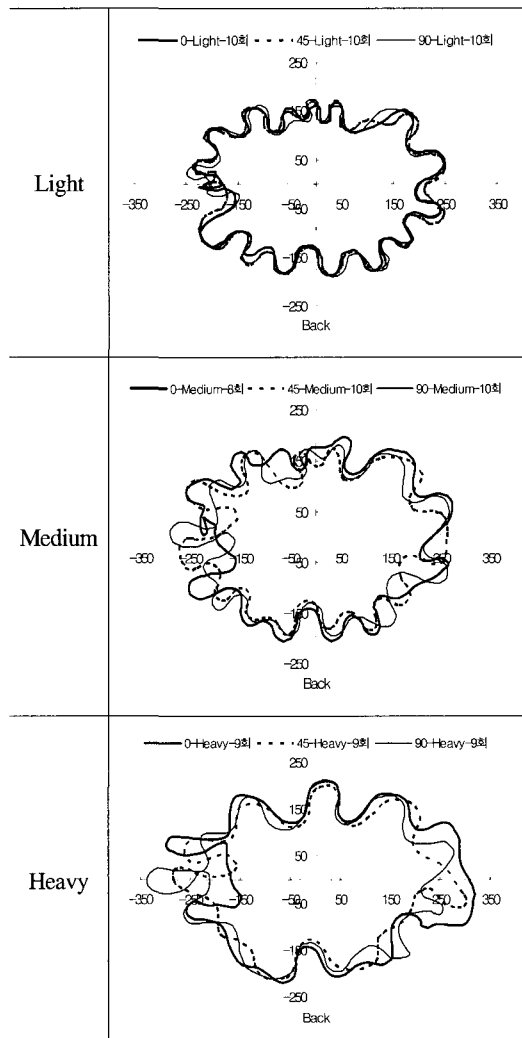 Light
0-Light-10회 45-Light-10회 90-Light-10회
250
150
50
-350 -250 -150 -50 50 150 250 350
-50
-150
-250
Back
Medium
0-Medium-8회 45-Medium-10회 90-Medium-10회
250
150
50
-350 -250 -150 -50 50 150 250 350
-50
-150
-250
Back
Heavy
0-Heavy-9회 45-Heavy-9회 90-Heavy-9회
250
150
50
-350 -250 -150 -50 50 150 250 350
-50
-150
-250
Back